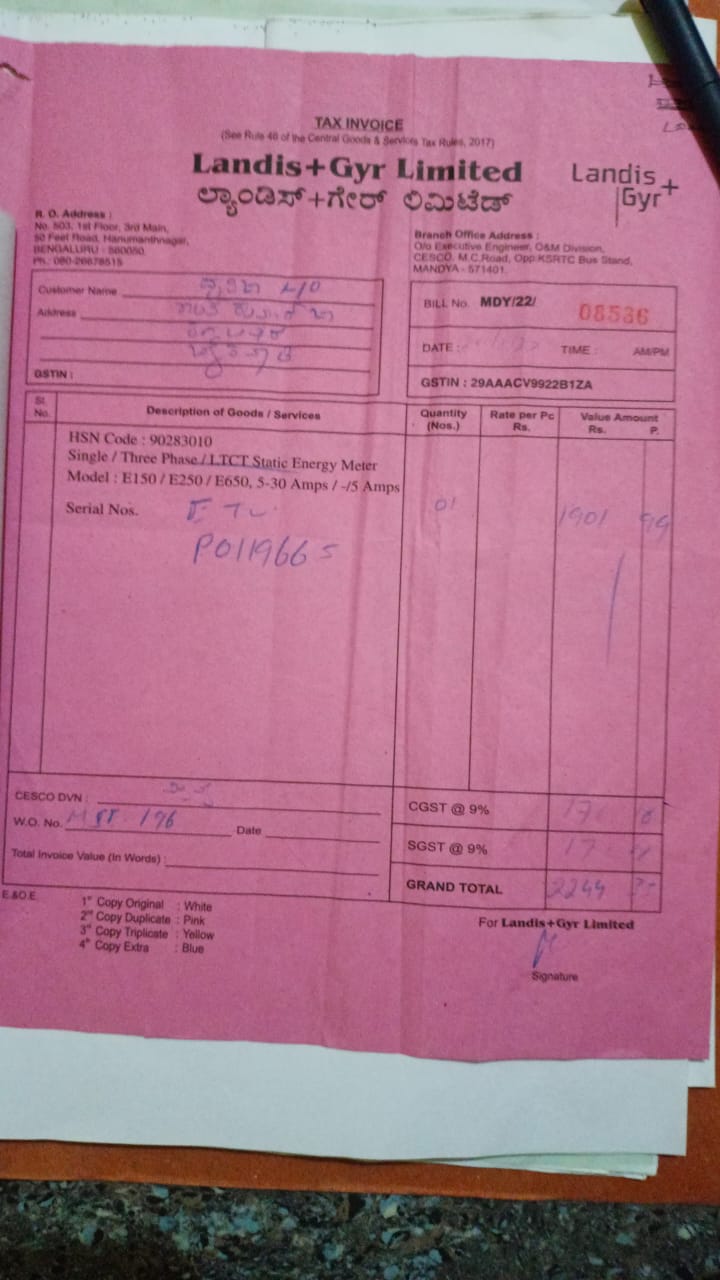 TAX INVOICE
(See Rule 46 of the Central Goods & Services Tax Rules, 2017)
Landis+Gyr Limited
ಲ್ಯಾಂಡಿಸ್+ಗೇರ್ ಲಿಮಿಟೆಡ್
Landis
Gyr+
R. O. Address :
No. 503, 1st Floor, 3rd Main,
50 Feet Road, Hanumanthnagar,
BENGALURU - 560050.
Ph.: 080-26678515
Branch Office Address :
O/o Executive Engineer, O&M Division,
CESCO, M.C.Road, Opp.KSRTC Bus Stand,
MANDYA - 571401.
Customer Name
Address
GSTIN :
BILL No. MDY/22/ 08536
DATE : TIME : AM/PM
GSTIN : 29AAACV9922B1ZA
Sl. No. Description of Goods / Services Quantity (Nos.) Rate per Pc Rs. Value Amount Rs. P.
HSN Code : 90283010
Single / Three Phase / LTCT Static Energy Meter
Model : E150 / E250 / E650, 5-30 Amps / -/5 Amps
Serial Nos. 01 1901 99
P0119665
CESCO DVN :
W.O. No. 196 Date
Total Invoice Value (In Words) :
CGST @ 9%
SGST @ 9%
GRAND TOTAL 2244
E.&O.E.
1st Copy Original : White
2nd Copy Duplicate : Pink
3rd Copy Triplicate : Yellow
4th Copy Extra : Blue
For Landis+Gyr Limited
Signature